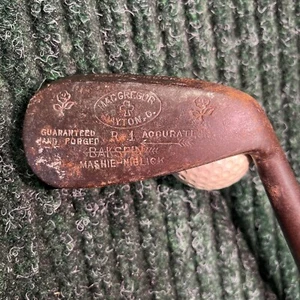 MACGREGOR
DAYTON, O.
GUARANTEED R-1 ACCURATE
HAND FORGED
BAKSPIN
MASHIE-NIBLICK